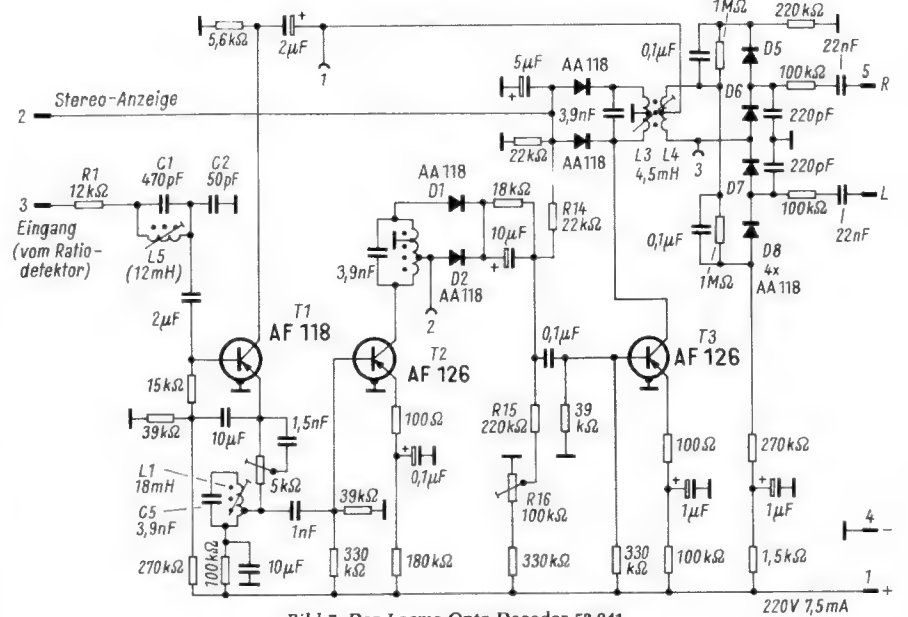 1MΩ
220kΩ
5,6kΩ
2μF
+
1
0,1μF
D5
22nF
5μF
+
AA 118
D6
100kΩ
5
R
Stereo-Anzeige
2
3,9nF
220pF
22kΩ
AA118
L3
L4
4,5mH
3
R1
12kΩ
C1
470pF
C2
50pF
AA 118
D1
18kΩ
R14
22kΩ
D7
220pF
100kΩ
L
3
Eingang
(vom Ratio-
detektor)
L5
(12mH)
3,9nF
10μF
+
D2
AA118
2
0,1μF
1MΩ
D8
4x
AA118
22nF
2μF
T1
AF 118
T2
AF 126
0,1μF
T3
AF 126
15kΩ
39kΩ
10μF
1,5nF
100Ω
R15
220kΩ
39
kΩ
100Ω
270kΩ
L1
18mH
C5
3,9nF
5kΩ
+
0,1μF
39kΩ
1nF
R16
100kΩ
+
1μF
+
1μF
4
−
270kΩ
100kΩ
10μF
330
kΩ
180kΩ
330kΩ
330
kΩ
100kΩ
1,5kΩ
1
+
220V 7,5mA